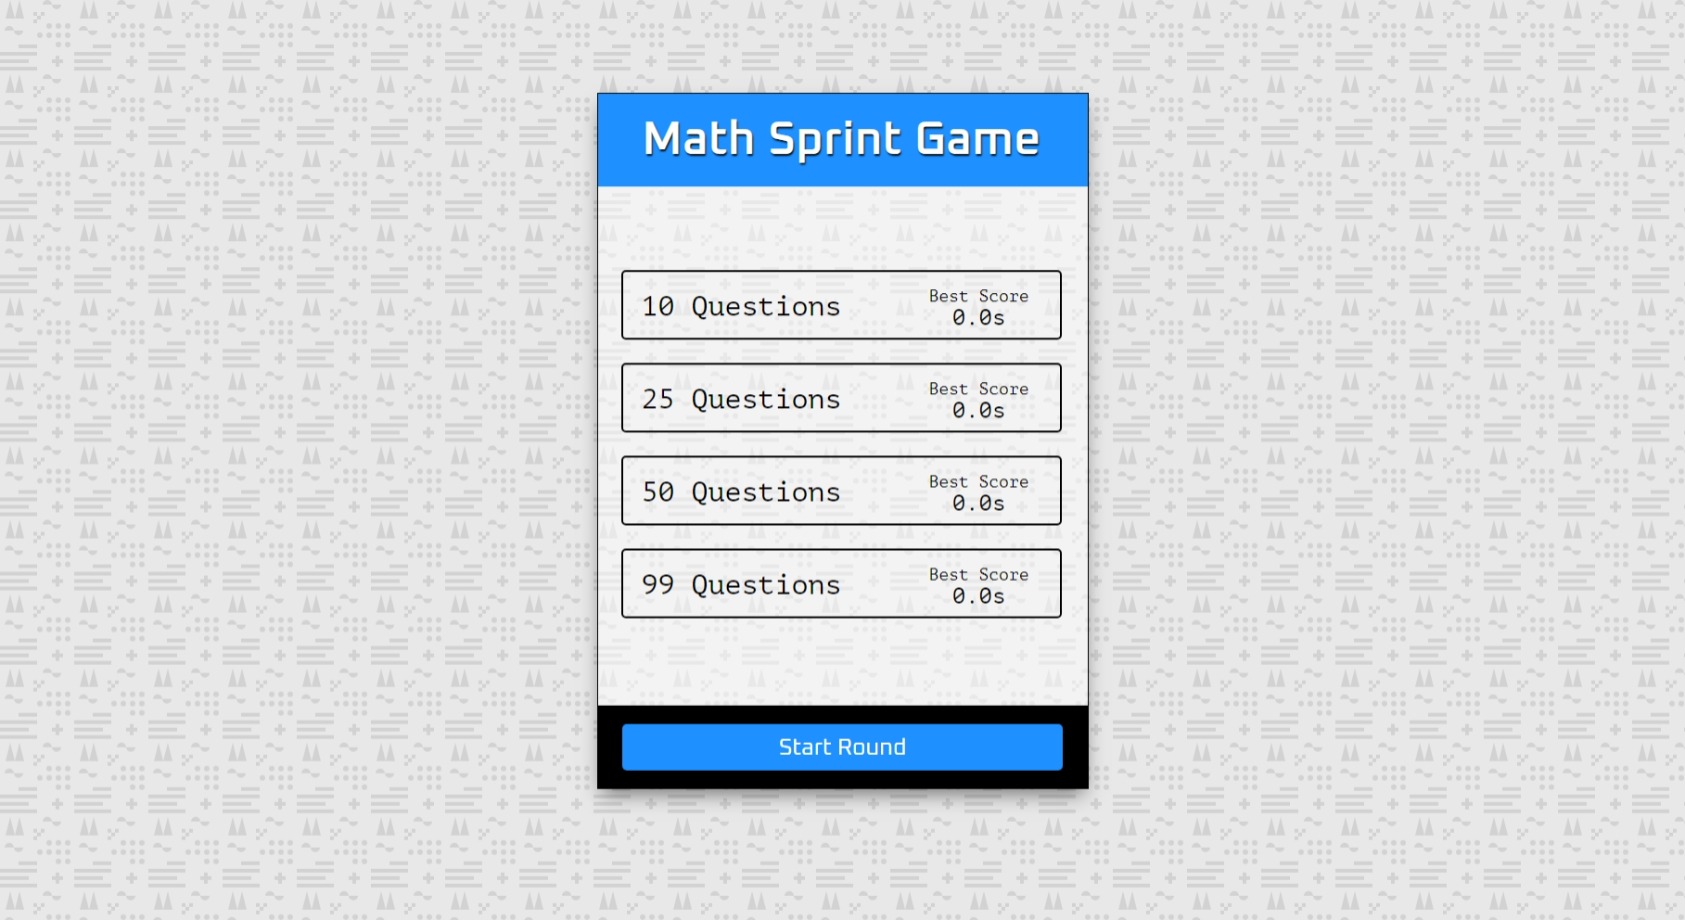 Math Sprint Game
10 Questions
Best Score
0.0s
25 Questions
Best Score
0.0s
50 Questions
Best Score
0.0s
99 Questions
Best Score
0.0s
Start Round